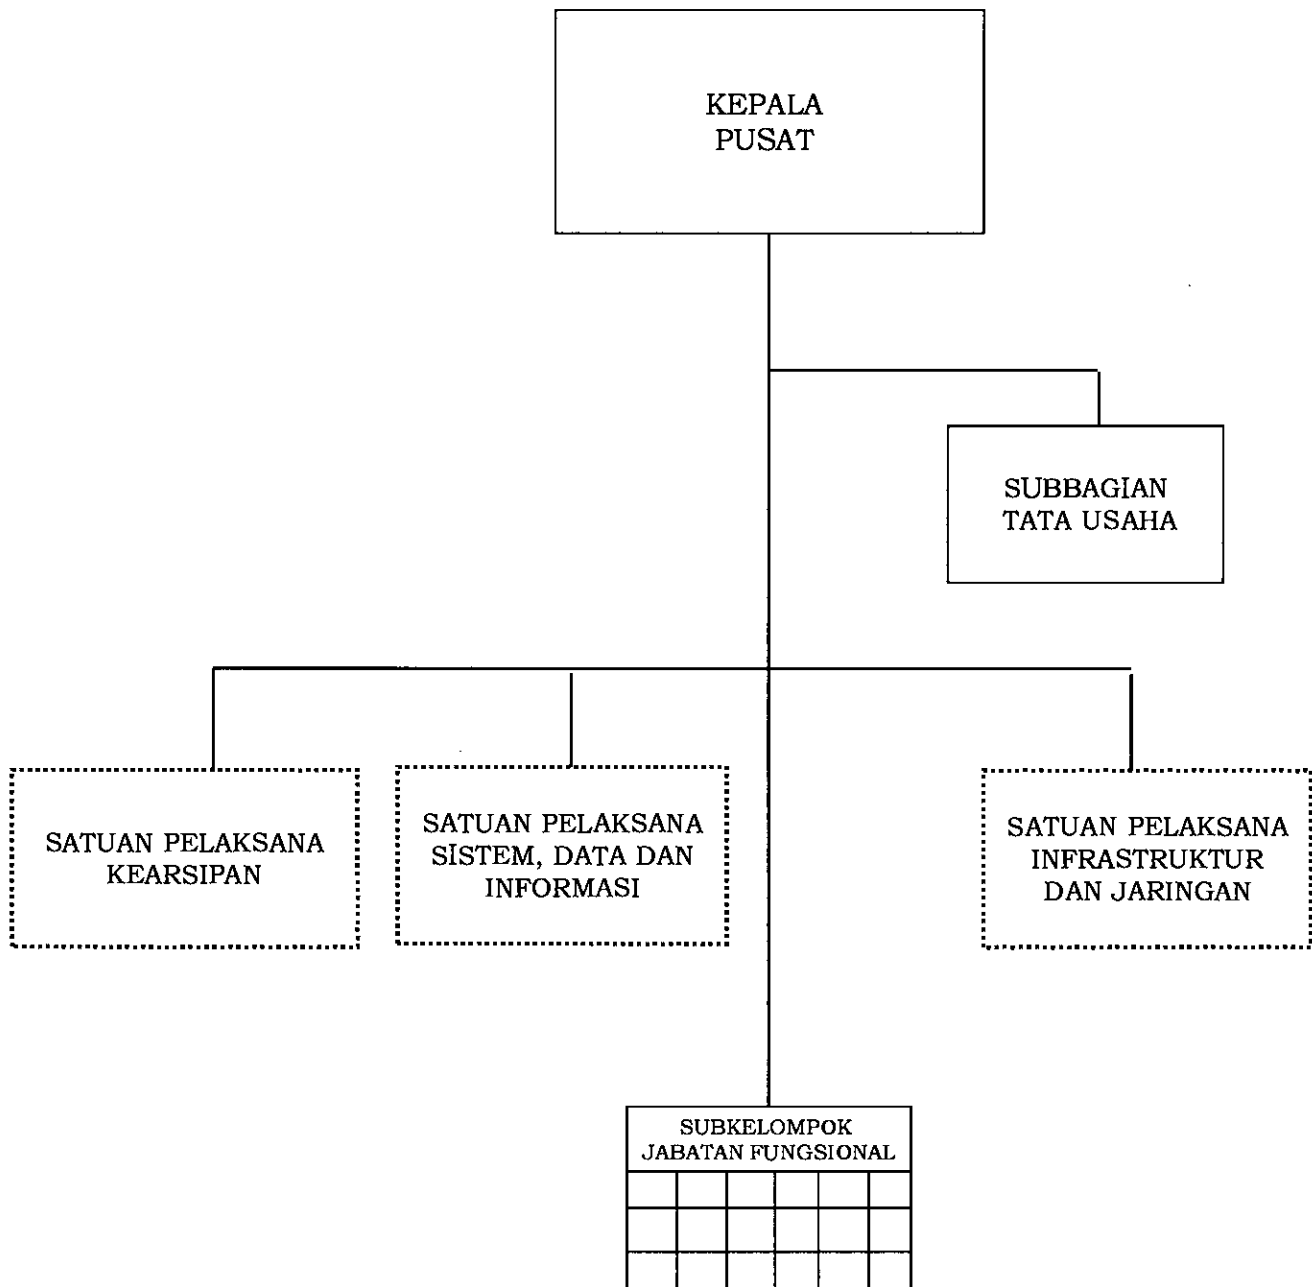 KEPALA
PUSAT
SUBBAGIAN
TATA USAHA
SATUAN PELAKSANA
KEARSIPAN
SATUAN PELAKSANA
SISTEM, DATA DAN
INFORMASI
SATUAN PELAKSANA
INFRASTRUKTUR
DAN JARINGAN
SUBKELOMPOK
JABATAN FUNGSIONAL